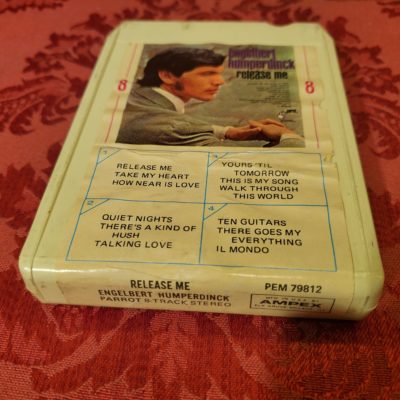 engelbert
humperdinck
release me
8
8
1
RELEASE ME
TAKE MY HEART
HOW NEAR IS LOVE
YOURS 'TIL
TOMORROW
THIS IS MY SONG
WALK THROUGH
THIS WORLD
2
QUIET NIGHTS
THERE'S A KIND OF
HUSH
TALKING LOVE
4
TEN GUITARS
THERE GOES MY
EVERYTHING
IL MONDO
RELEASE ME
ENGELBERT HUMPERDINCK
PARROT 8-TRACK STEREO
PEM 79812
AMPEX